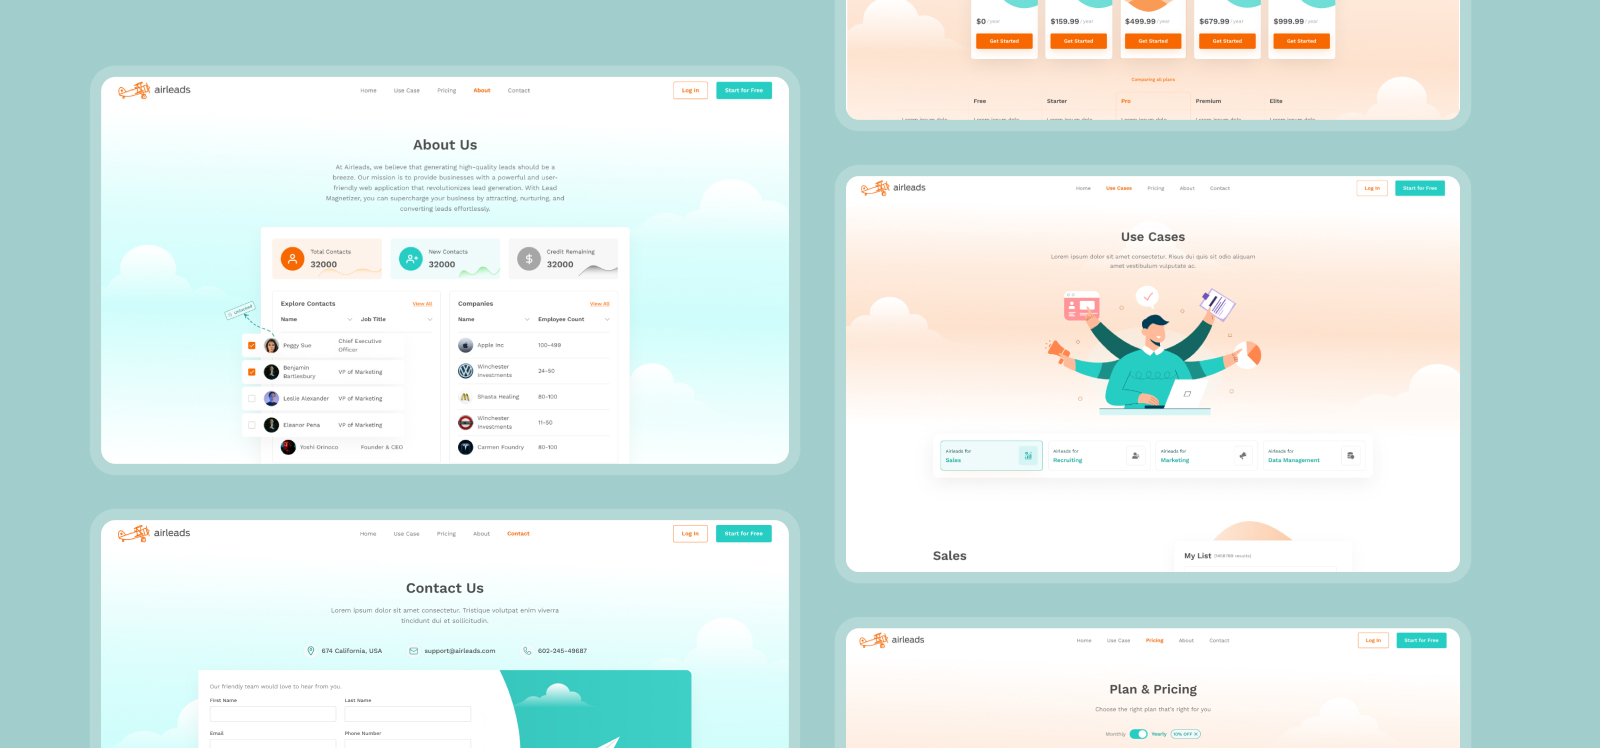 airleads
Home
Use Case
Pricing
About
Contact
Log In
Start for Free
About Us
At Airleads, we believe that generating high-quality leads should be a
breeze. Our mission is to provide businesses with a powerful and user-
friendly web application that revolutionizes lead generation. With Lead
Magnetizer, you can supercharge your business by attracting, nurturing, and
converting leads effortlessly.
Total Contacts
32000
New Contacts
32000
Credit Remaining
32000
Explore Contacts
View All
Name
Job Title
Peggy Sue
Chief Executive
Officer
Benjamin
Bartlesbury
VP of Marketing
Leslie Alexander
VP of Marketing
Eleanor Pena
VP of Marketing
Yoshi Orinoco
Founder & CEO
Companies
View All
Name
Employee Count
Apple Inc
100-499
Winchester
Investments
24-50
Shasta Healing
80-100
Winchester
Investments
11-50
Carmen Foundry
80-100
airleads
Home
Use Case
Pricing
About
Contact
Log In
Start for Free
Contact Us
Lorem ipsum dolor sit amet consectetur. Tristique volutpat enim viverra
tincidunt dui et sollicitudin.
674 California, USA
support@airleads.com
602-245-49687
Our friendly team would love to hear from you.
First Name
Last Name
Email
Phone Number
$0 / year
$159.99 / year
$499.99 / year
$679.99 / year
$999.99 / year
Get Started
Get Started
Get Started
Get Started
Get Started
Comparing all plans
Free
Starter
Pro
Premium
Elite
airleads
Home
Use Cases
Pricing
About
Contact
Log In
Start for Free
Use Cases
Lorem ipsum dolor sit amet consectetur. Risus dui quis sit odio aliquam
amet vestibulum vulputate ac.
Airleads for
Sales
Airleads for
Recruiting
Airleads for
Marketing
Airleads for
Data Management
Sales
My List
airleads
Home
Use Case
Pricing
About
Contact
Log In
Start for Free
Plan & Pricing
Choose the right plan that's right for you
Monthly
Yearly
10% OFF